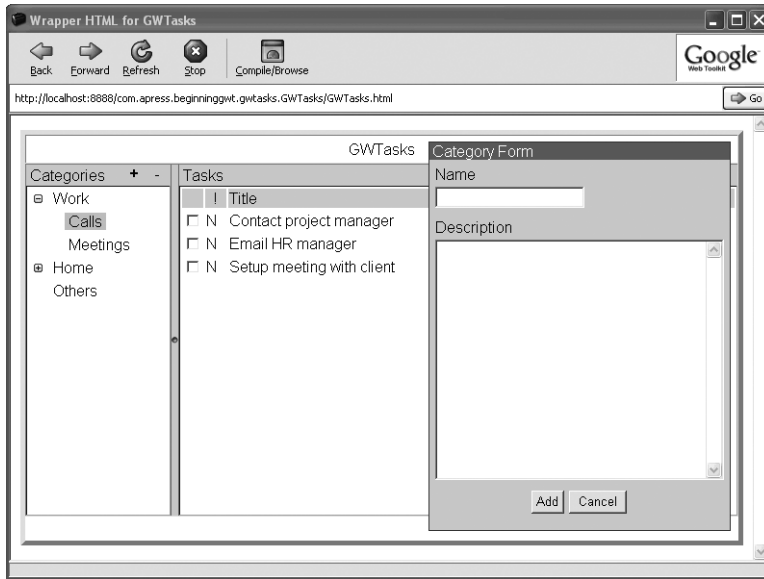 Wrapper HTML for GWTasks
Back Forward Refresh Stop Compile/Browse
Google
Web Toolkit
http://localhost:8888/com.apress.beginninggwt.gwtasks.GWTasks/GWTasks.html Go
GWTasks
Categories + -
Work
Calls
Meetings
Home
Others
Tasks
! Title
N Contact project manager
N Email HR manager
N Setup meeting with client
Category Form
Name
Description
Add Cancel